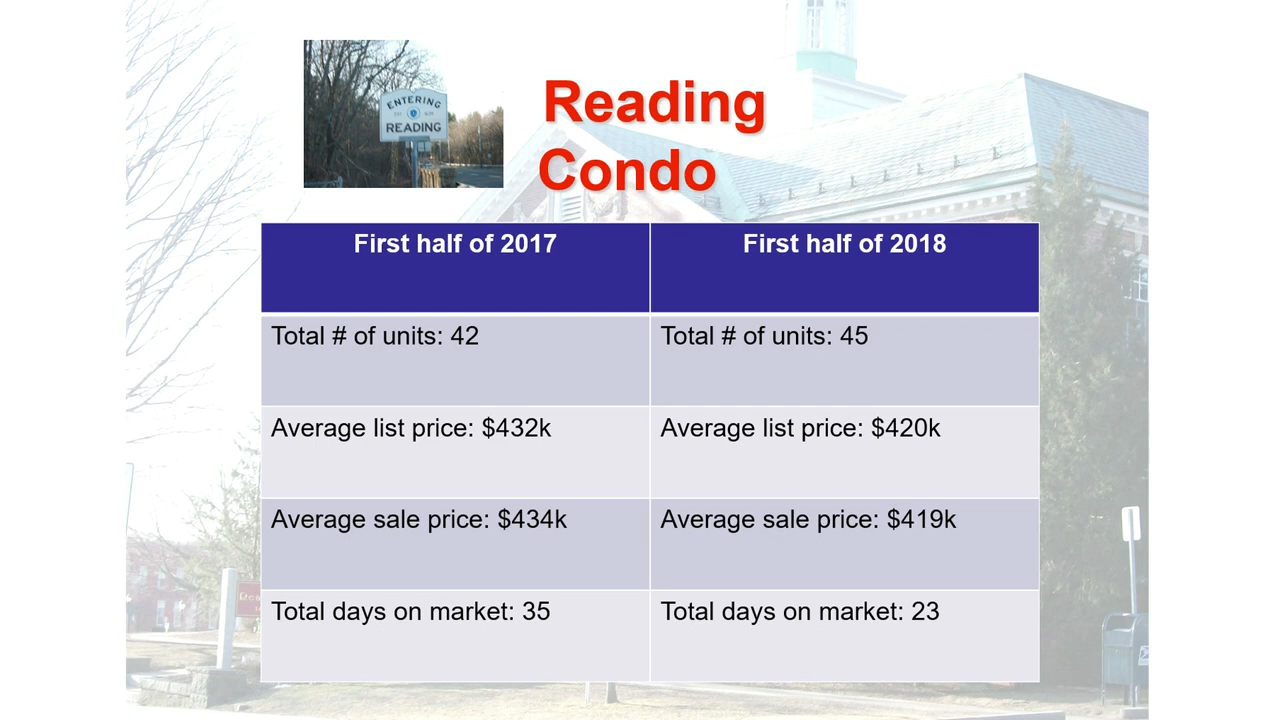 ENTERING
READING
Reading
Condo
First half of 2017
First half of 2018
Total # of units: 42
Total # of units: 45
Average list price: $432k
Average list price: $420k
Average sale price: $434k
Average sale price: $419k
Total days on market: 35
Total days on market: 23